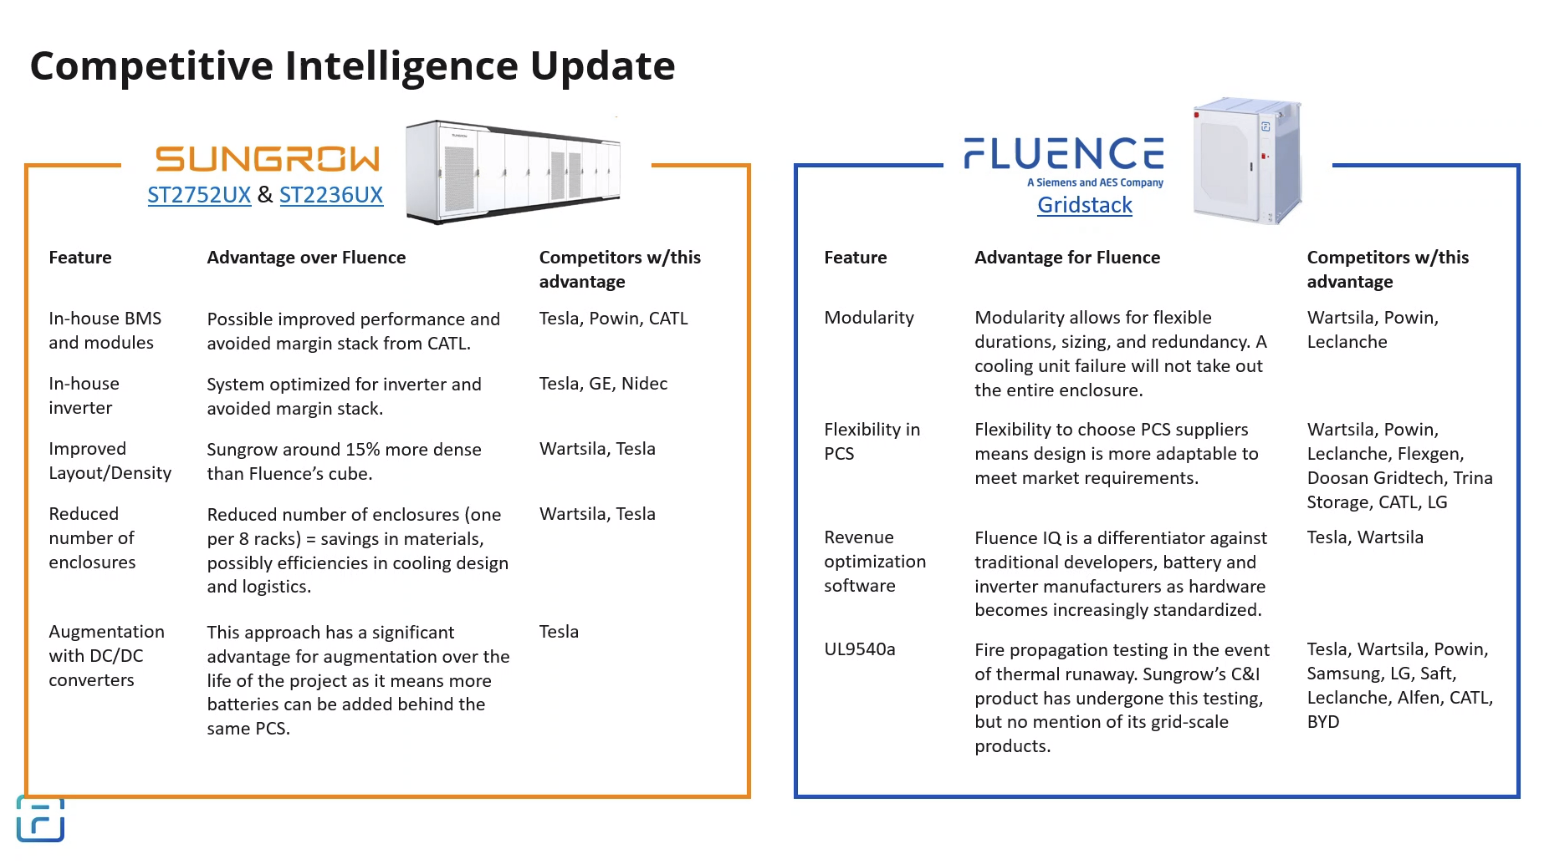 Competitive Intelligence Update
SUNGROW
ST2752UX & ST2236UX
Feature
Advantage over Fluence
Competitors w/this
advantage
In-house BMS
and modules
Possible improved performance and
avoided margin stack from CATL.
Tesla, Powin, CATL
In-house
inverter
System optimized for inverter and
avoided margin stack.
Tesla, GE, Nidec
Improved
Layout/Density
Sungrow around 15% more dense
than Fluence’s cube.
Wartsila, Tesla
Reduced
number of
enclosures
Reduced number of enclosures (one
per 8 racks) = savings in materials,
possibly efficiencies in cooling design
and logistics.
Wartsila, Tesla
Augmentation
with DC/DC
converters
This approach has a significant
advantage for augmentation over the
life of the project as it means more
batteries can be added behind the
same PCS.
Tesla
FLUENCE
A Siemens and AES Company
Gridstack
Feature
Advantage for Fluence
Competitors w/this
advantage
Modularity
Modularity allows for flexible
durations, sizing, and redundancy. A
cooling unit failure will not take out
the entire enclosure.
Wartsila, Powin,
Leclanche
Flexibility in
PCS
Flexibility to choose PCS suppliers
means design is more adaptable to
meet market requirements.
Wartsila, Powin,
Leclanche, Flexgen,
Doosan Gridtech, Trina
Storage, CATL, LG
Revenue
optimization
software
Fluence IQ is a differentiator against
traditional developers, battery and
inverter manufacturers as hardware
becomes increasingly standardized.
Tesla, Wartsila
UL9540a
Fire propagation testing in the event
of thermal runaway. Sungrow’s C&I
product has undergone this testing,
but no mention of its grid-scale
products.
Tesla, Wartsila, Powin,
Samsung, LG, Saft,
Leclanche, Alfen, CATL,
BYD